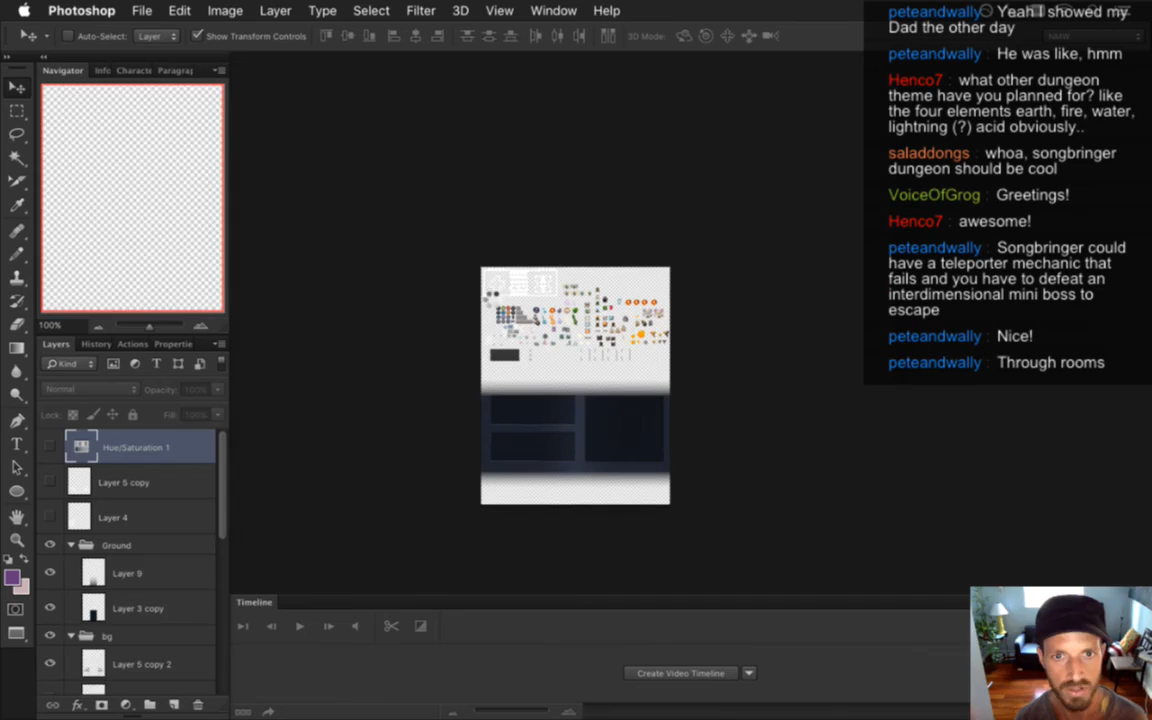 Photoshop File Edit Image Layer Type Select Filter 3D View Window Help
Auto-Select: Layer Show Transform Controls 3D Mode:
Navigator Info Characte Paragra
100%
Layers History Actions Propertie
Kind
Normal Opacity: 100%
Lock: Fill: 100%
Hue/Saturation 1
Layer 5 copy
Layer 4
Ground
Layer 9
Layer 3 copy
bg
Layer 5 copy 2
Timeline
Create Video Timeline
peteandwally : Yeah I showed my
Dad the other day
peteandwally : He was like, hmm
Henco7 : what other dungeon
theme have you planned for? like
the four elements earth, fire, water,
lightning (?) acid obviously..
saladdongs : whoa, songbringer
dungeon should be cool
VoiceOfGrog : Greetings!
Henco7 : awesome!
peteandwally : Songbringer could
have a teleporter mechanic that
fails and you have to defeat an
interdimensional mini boss to
escape
peteandwally : Nice!
peteandwally : Through rooms